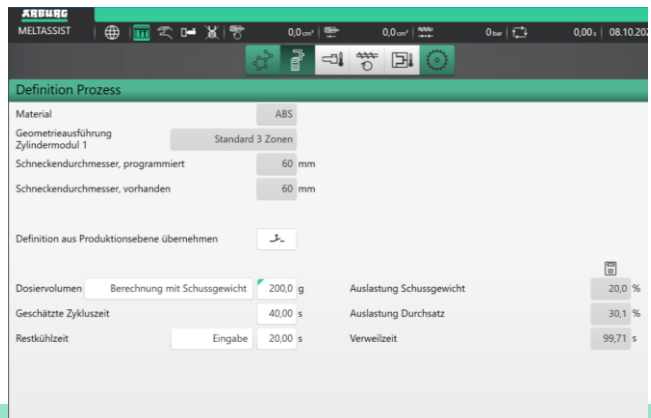 ARBURG
MELTASSIST 0,0 cm³ 0,0 cm³ 0 bar 0,00 s 08.10.202
Definition Prozess
Material ABS
Geometrieausführung
Zylindermodul 1 Standard 3 Zonen
Schneckendurchmesser, programmiert 60 mm
Schneckendurchmesser, vorhanden 60 mm
Definition aus Produktionsebene übernehmen
Dosiervolumen Berechnung mit Schussgewicht 200,0 g Auslastung Schussgewicht 20,0 %
Geschätzte Zykluszeit 40,00 s Auslastung Durchsatz 30,1 %
Restkühlzeit Eingabe 20,00 s Verweilzeit 99,71 s